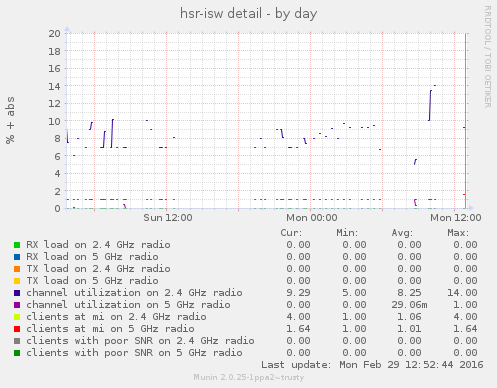 hsr-isw detail - by day
RRDTOOL / TOBI OETIKER
% + abs
20
18
16
14
12
10
8
6
4
2
0
Sun 12:00 Mon 00:00 Mon 12:00
Cur: Min: Avg: Max:
RX load on 2.4 GHz radio 0.00 0.00 0.00 0.00
RX load on 5 GHz radio 0.00 0.00 0.00 0.00
TX load on 2.4 GHz radio 0.00 0.00 0.00 0.00
TX load on 5 GHz radio 0.00 0.00 0.00 0.00
channel utilization on 2.4 GHz radio 9.29 5.00 8.25 14.00
channel utilization on 5 GHz radio 0.00 0.00 29.06m 1.00
clients at mi on 2.4 GHz radio 4.00 1.00 1.06 4.00
clients at mi on 5 GHz radio 1.64 1.00 1.01 1.64
clients with poor SNR on 2.4 GHz radio 0.00 0.00 0.00 0.00
clients with poor SNR on 5 GHz radio 0.00 0.00 0.00 0.00
Last update: Mon Feb 29 12:52:44 2016
Munin 2.0.25-1ppa2~trusty